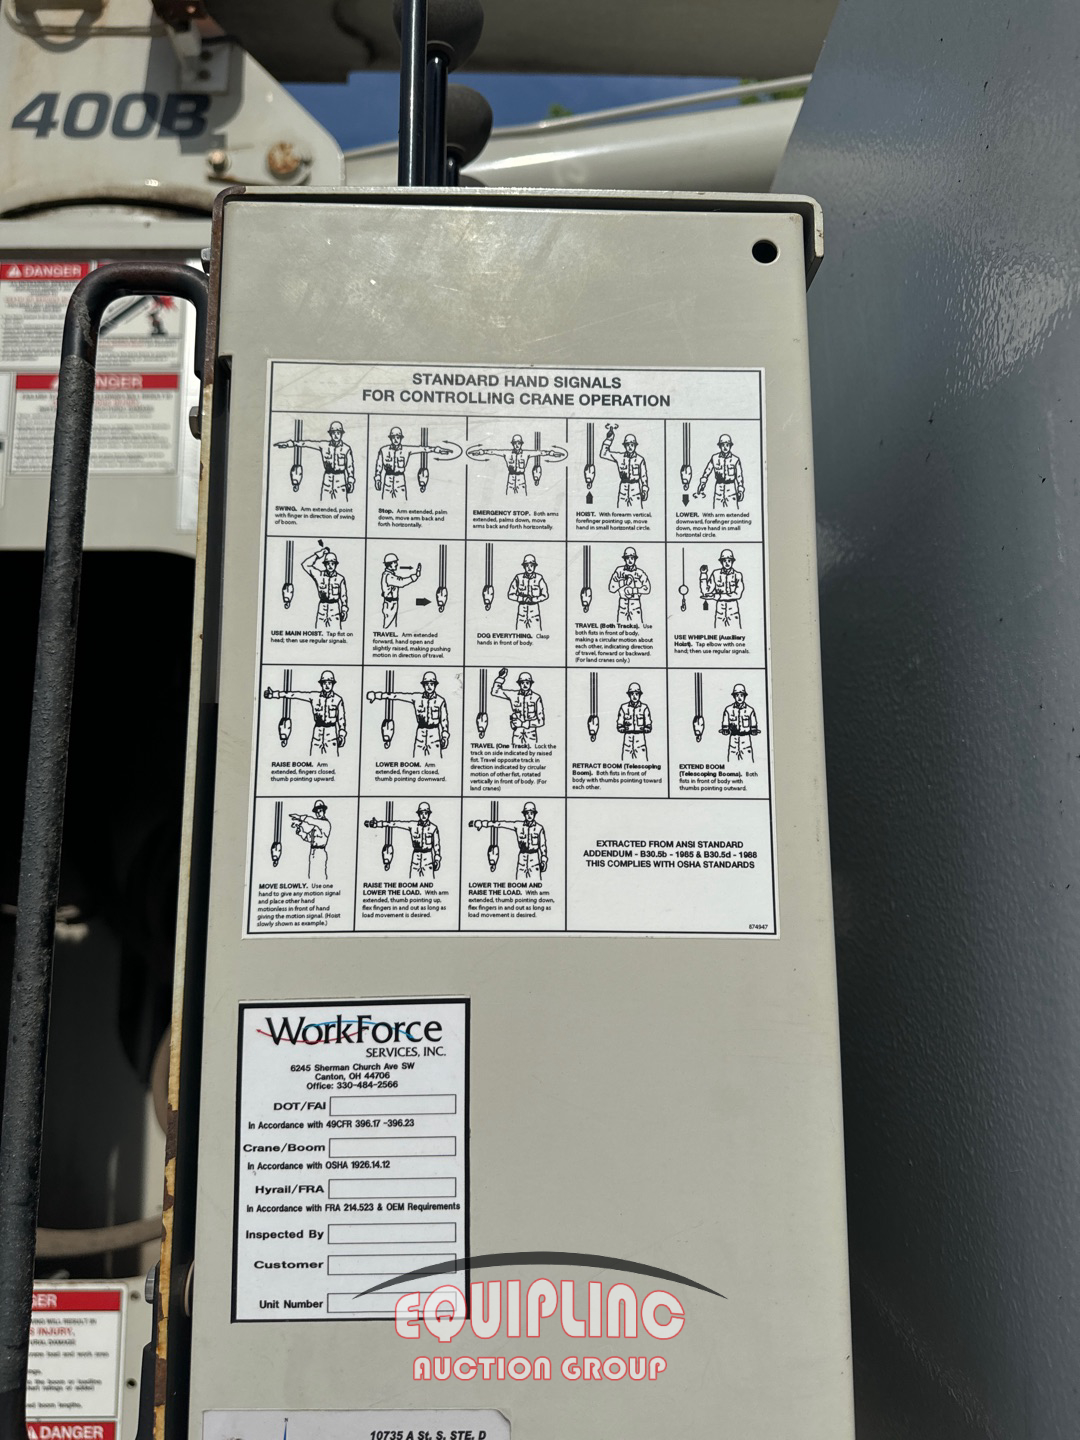 400B
DANGER
DANGER
STANDARD HAND SIGNALS
FOR CONTROLLING CRANE OPERATION
SWING. Arm extended, point
with finger in direction of swing
of boom.
Stop. Arm extended, palm
down, move arm back and
forth horizontally.
EMERGENCY STOP. Both arms
extended, palms down, move
arms back and forth horizontally.
HOIST. With forearm vertical,
forefinger pointing up, move
hand in small horizontal circle.
LOWER. With arm extended
downward, forefinger pointing
down, move hand in small
horizontal circle.
USE MAIN HOIST. Tap fist on
head; then use regular signals.
TRAVEL. Arm extended
forward, hand open and
slightly raised, making pushing
motion in direction of travel.
DOG EVERYTHING. Clasp
hands in front of body.
TRAVEL (Both Tracks). Use
both fists in front of body,
making a circular motion about
each other, indicating direction
of travel, forward or backward.
(For land cranes only.)
USE WHIPLINE (Auxiliary
Hoist). Tap elbow with one
hand, then use regular signals.
RAISE BOOM. Arm
extended, fingers closed,
thumb pointing upward.
LOWER BOOM. Arm
extended, fingers closed,
thumb pointing downward.
TRAVEL (One Track). Lock the
track on side indicated by raised
fist. Travel opposite track in
direction indicated by circular
motion of other fist, rotated
vertically in front of body. (For
land cranes)
RETRACT BOOM (Telescoping
Boom). Both fists in front of
body with thumbs pointing toward
each other.
EXTEND BOOM
(Telescoping Booms). Both
fists in front of body with
thumbs pointing outward.
MOVE SLOWLY. Use one
hand to give any motion signal
and place other hand
motionless in front of hand
giving the motion signal. (Hoist
slowly shown as example.)
RAISE THE BOOM AND
LOWER THE LOAD. With arm
extended, thumb pointing up,
flex fingers in and out as long as
load movement is desired.
LOWER THE BOOM AND
RAISE THE LOAD. With arm
extended, thumb pointing down,
flex fingers in and out as long as
load movement is desired.
EXTRACTED FROM ANSI STANDARD
ADDENDUM - B30.5b - 1985 & B30.5d - 1988
THIS COMPLIES WITH OSHA STANDARDS
874947
WorkForce
SERVICES, INC.
6245 Sherman Church Ave SW
Canton, OH 44706
Office: 330-484-2566
DOT/FAI
In Accordance with 49CFR 396.17 -396.23
Crane/Boom
In Accordance with OSHA 1926.14.12
Hyrail/FRA
In Accordance with FRA 214.523 & OEM Requirements
Inspected By
Customer
Unit Number
EQUIPLINC
AUCTION GROUP
DANGER
10735 A St. S. STE. D